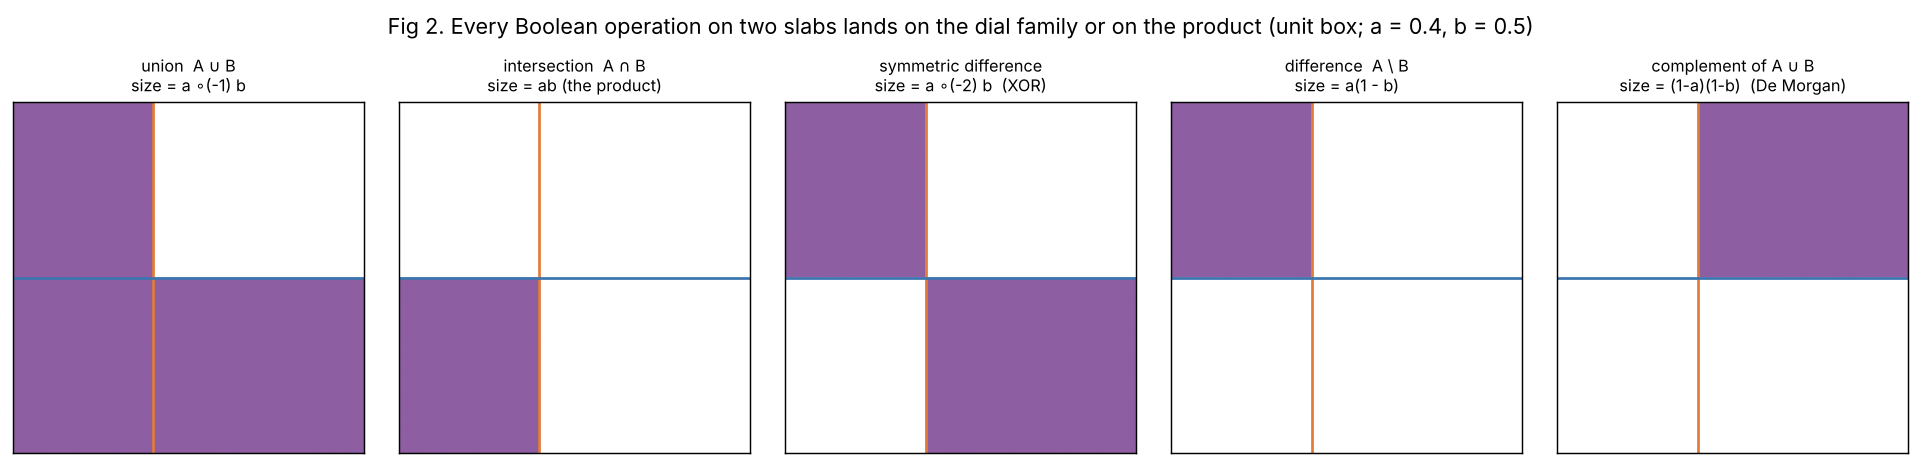 Fig 2. Every Boolean operation on two slabs lands on the dial family or on the product (unit box; a = 0.4, b = 0.5)
union  A ∪ B
size = a ∘(-1) b
intersection  A ∩ B
size = ab (the product)
symmetric difference
size = a ∘(-2) b  (XOR)
difference  A \ B
size = a(1 - b)
complement of A ∪ B
size = (1-a)(1-b)  (De Morgan)